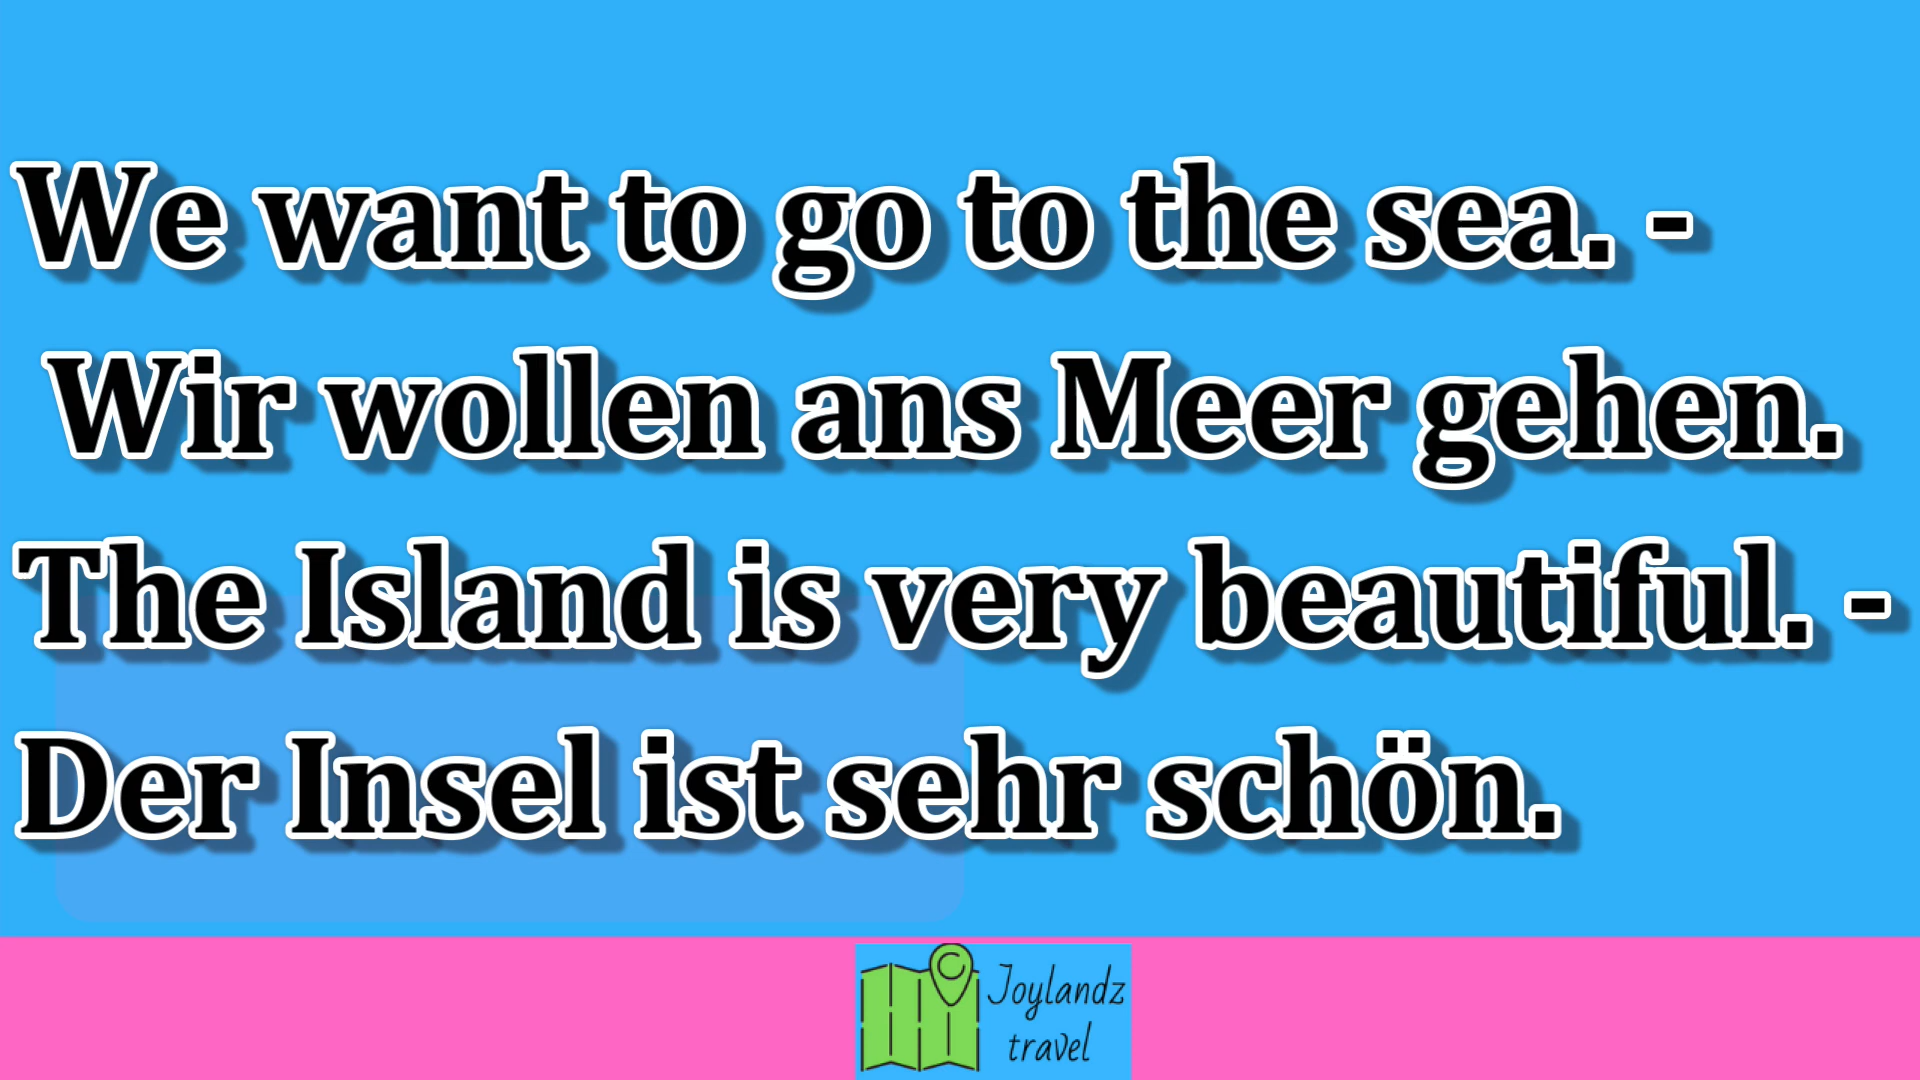 We want to go to the sea. -
Wir wollen ans Meer gehen.
The Island is very beautiful. -
Der Insel ist sehr schön.
Joylandz
travel